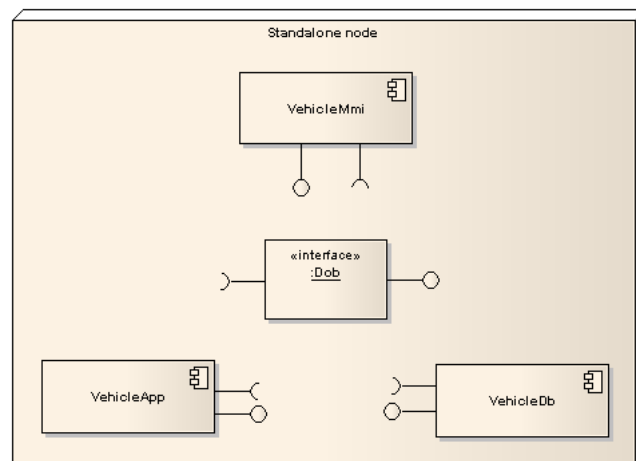 Standalone node
VehicleMmi
«interface»
:Dob
VehicleApp
VehicleDb